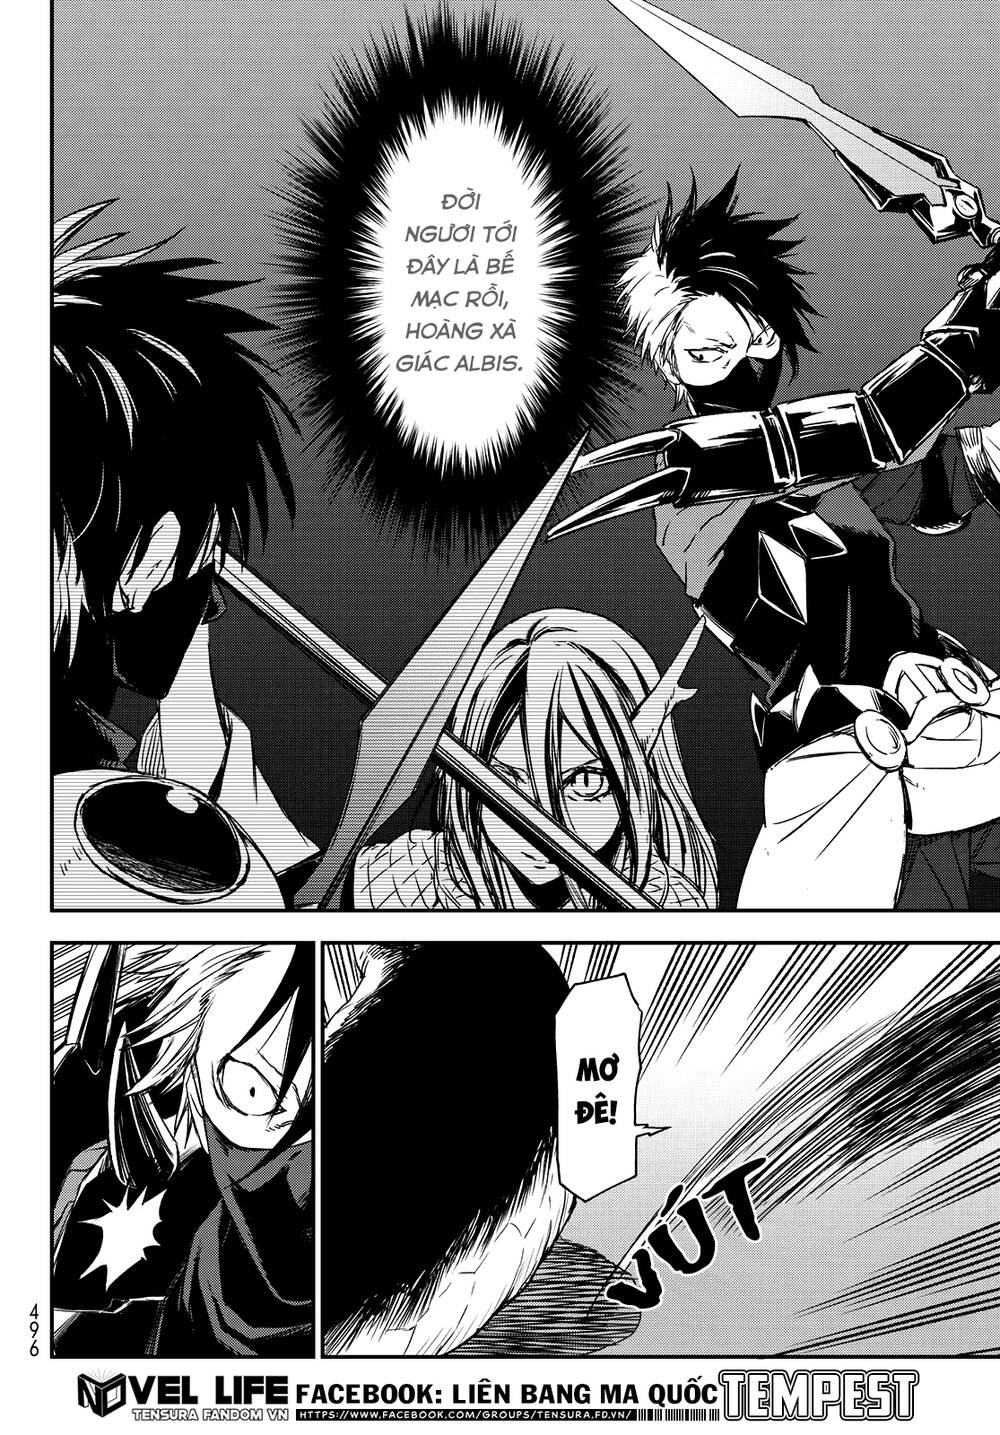 ĐỜI
NGƯƠI TỚI
ĐÂY LÀ BẾ
MẠC RỒI,
HOÀNG XÀ
GIÁC ALBIS.
MƠ
ĐÊ!
VÚT
496
NOVEL LIFE
TENSURA FANDOM VN
FACEBOOK: LIÊN BANG MA QUỐC
HTTPS://WWW.FACEBOOK.COM/GROUPS/TENSURA.FD.VN/
TEMPEST